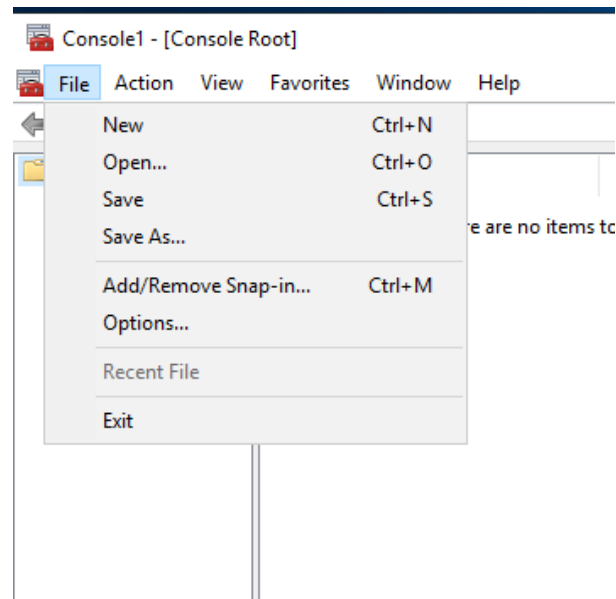 Console1 - [Console Root]
File Action View Favorites Window Help
New Ctrl+N
Open... Ctrl+O
Save Ctrl+S
Save As...
re are no items to
Add/Remove Snap-in... Ctrl+M
Options...
Recent File
Exit